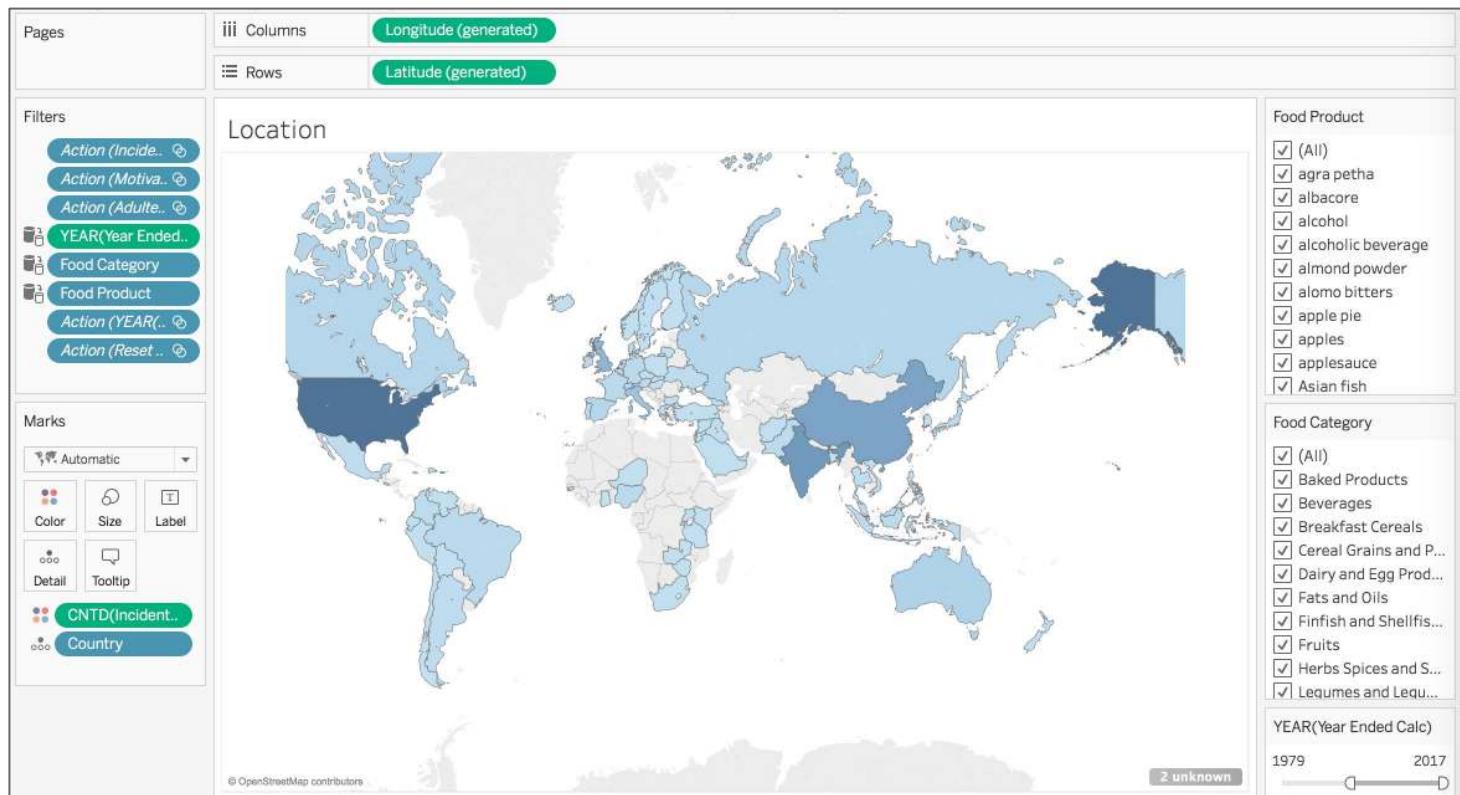 Pages
Columns
Longitude (generated)
Rows
Latitude (generated)
Filters
Action (Incide..
Action (Motiva..
Action (Adulte..
YEAR(Year Ended..
Food Category
Food Product
Action (YEAR(..
Action (Reset ..
Marks
Automatic
Color
Size
T
Label
Detail
Tooltip
CNTD(Incident..
Country
Location
© OpenStreetMap contributors
2 unknown
Food Product
(All)
agra petha
albacore
alcohol
alcoholic beverage
almond powder
alomo bitters
apple pie
apples
applesauce
Asian fish
Food Category
(All)
Baked Products
Beverages
Breakfast Cereals
Cereal Grains and P...
Dairy and Egg Prod...
Fats and Oils
Finfish and Shellfis...
Fruits
Herbs Spices and S...
Legumes and Legu...
YEAR(Year Ended Calc)
1979 2017